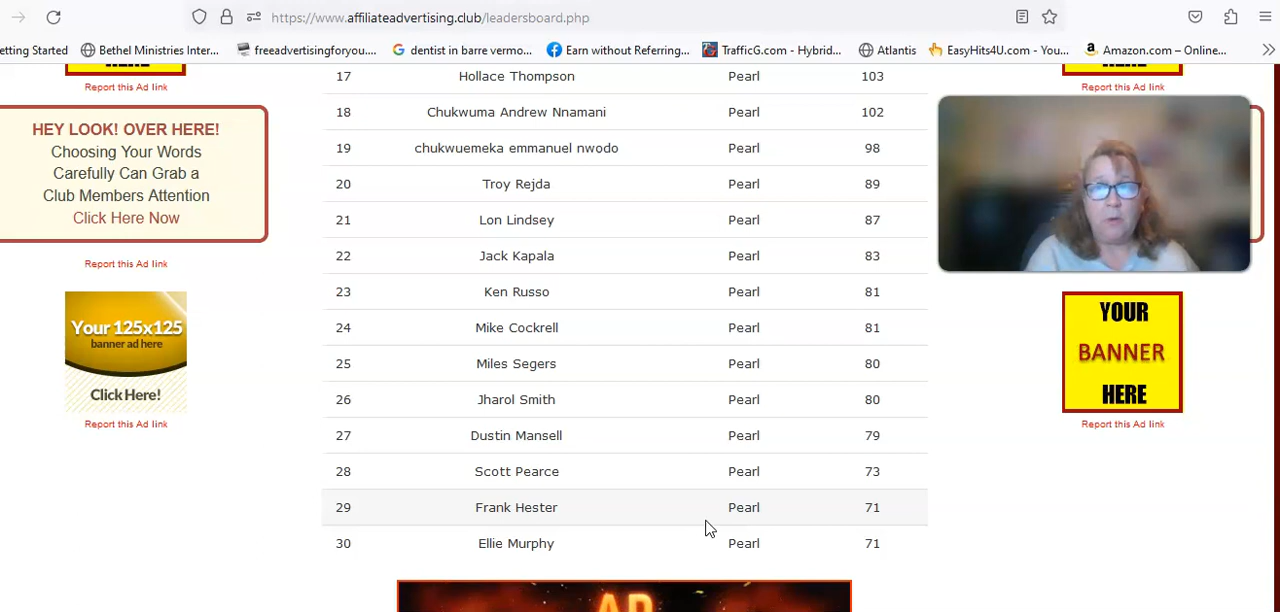 https://www.affiliateadvertising.club/leadersboard.php
etting Started
Bethel Ministries Inter...
freeadvertisingforyou....
dentist in barre vermo...
Earn without Referring...
TrafficG.com - Hybrid...
Atlantis
EasyHits4U.com - You...
Amazon.com – Online...
HERE
Report this Ad link
HEY LOOK! OVER HERE!
Choosing Your Words
Carefully Can Grab a
Club Members Attention
Click Here Now
Report this Ad link
Your 125x125
banner ad here
Click Here!
Report this Ad link
17 Hollace Thompson Pearl 103
18 Chukwuma Andrew Nnamani Pearl 102
19 chukwuemeka emmanuel nwodo Pearl 98
20 Troy Rejda Pearl 89
21 Lon Lindsey Pearl 87
22 Jack Kapala Pearl 83
23 Ken Russo Pearl 81
24 Mike Cockrell Pearl 81
25 Miles Segers Pearl 80
26 Jharol Smith Pearl 80
27 Dustin Mansell Pearl 79
28 Scott Pearce Pearl 73
29 Frank Hester Pearl 71
30 Ellie Murphy Pearl 71
AD
HERE
Report this Ad link
YOUR
BANNER
HERE
Report this Ad link